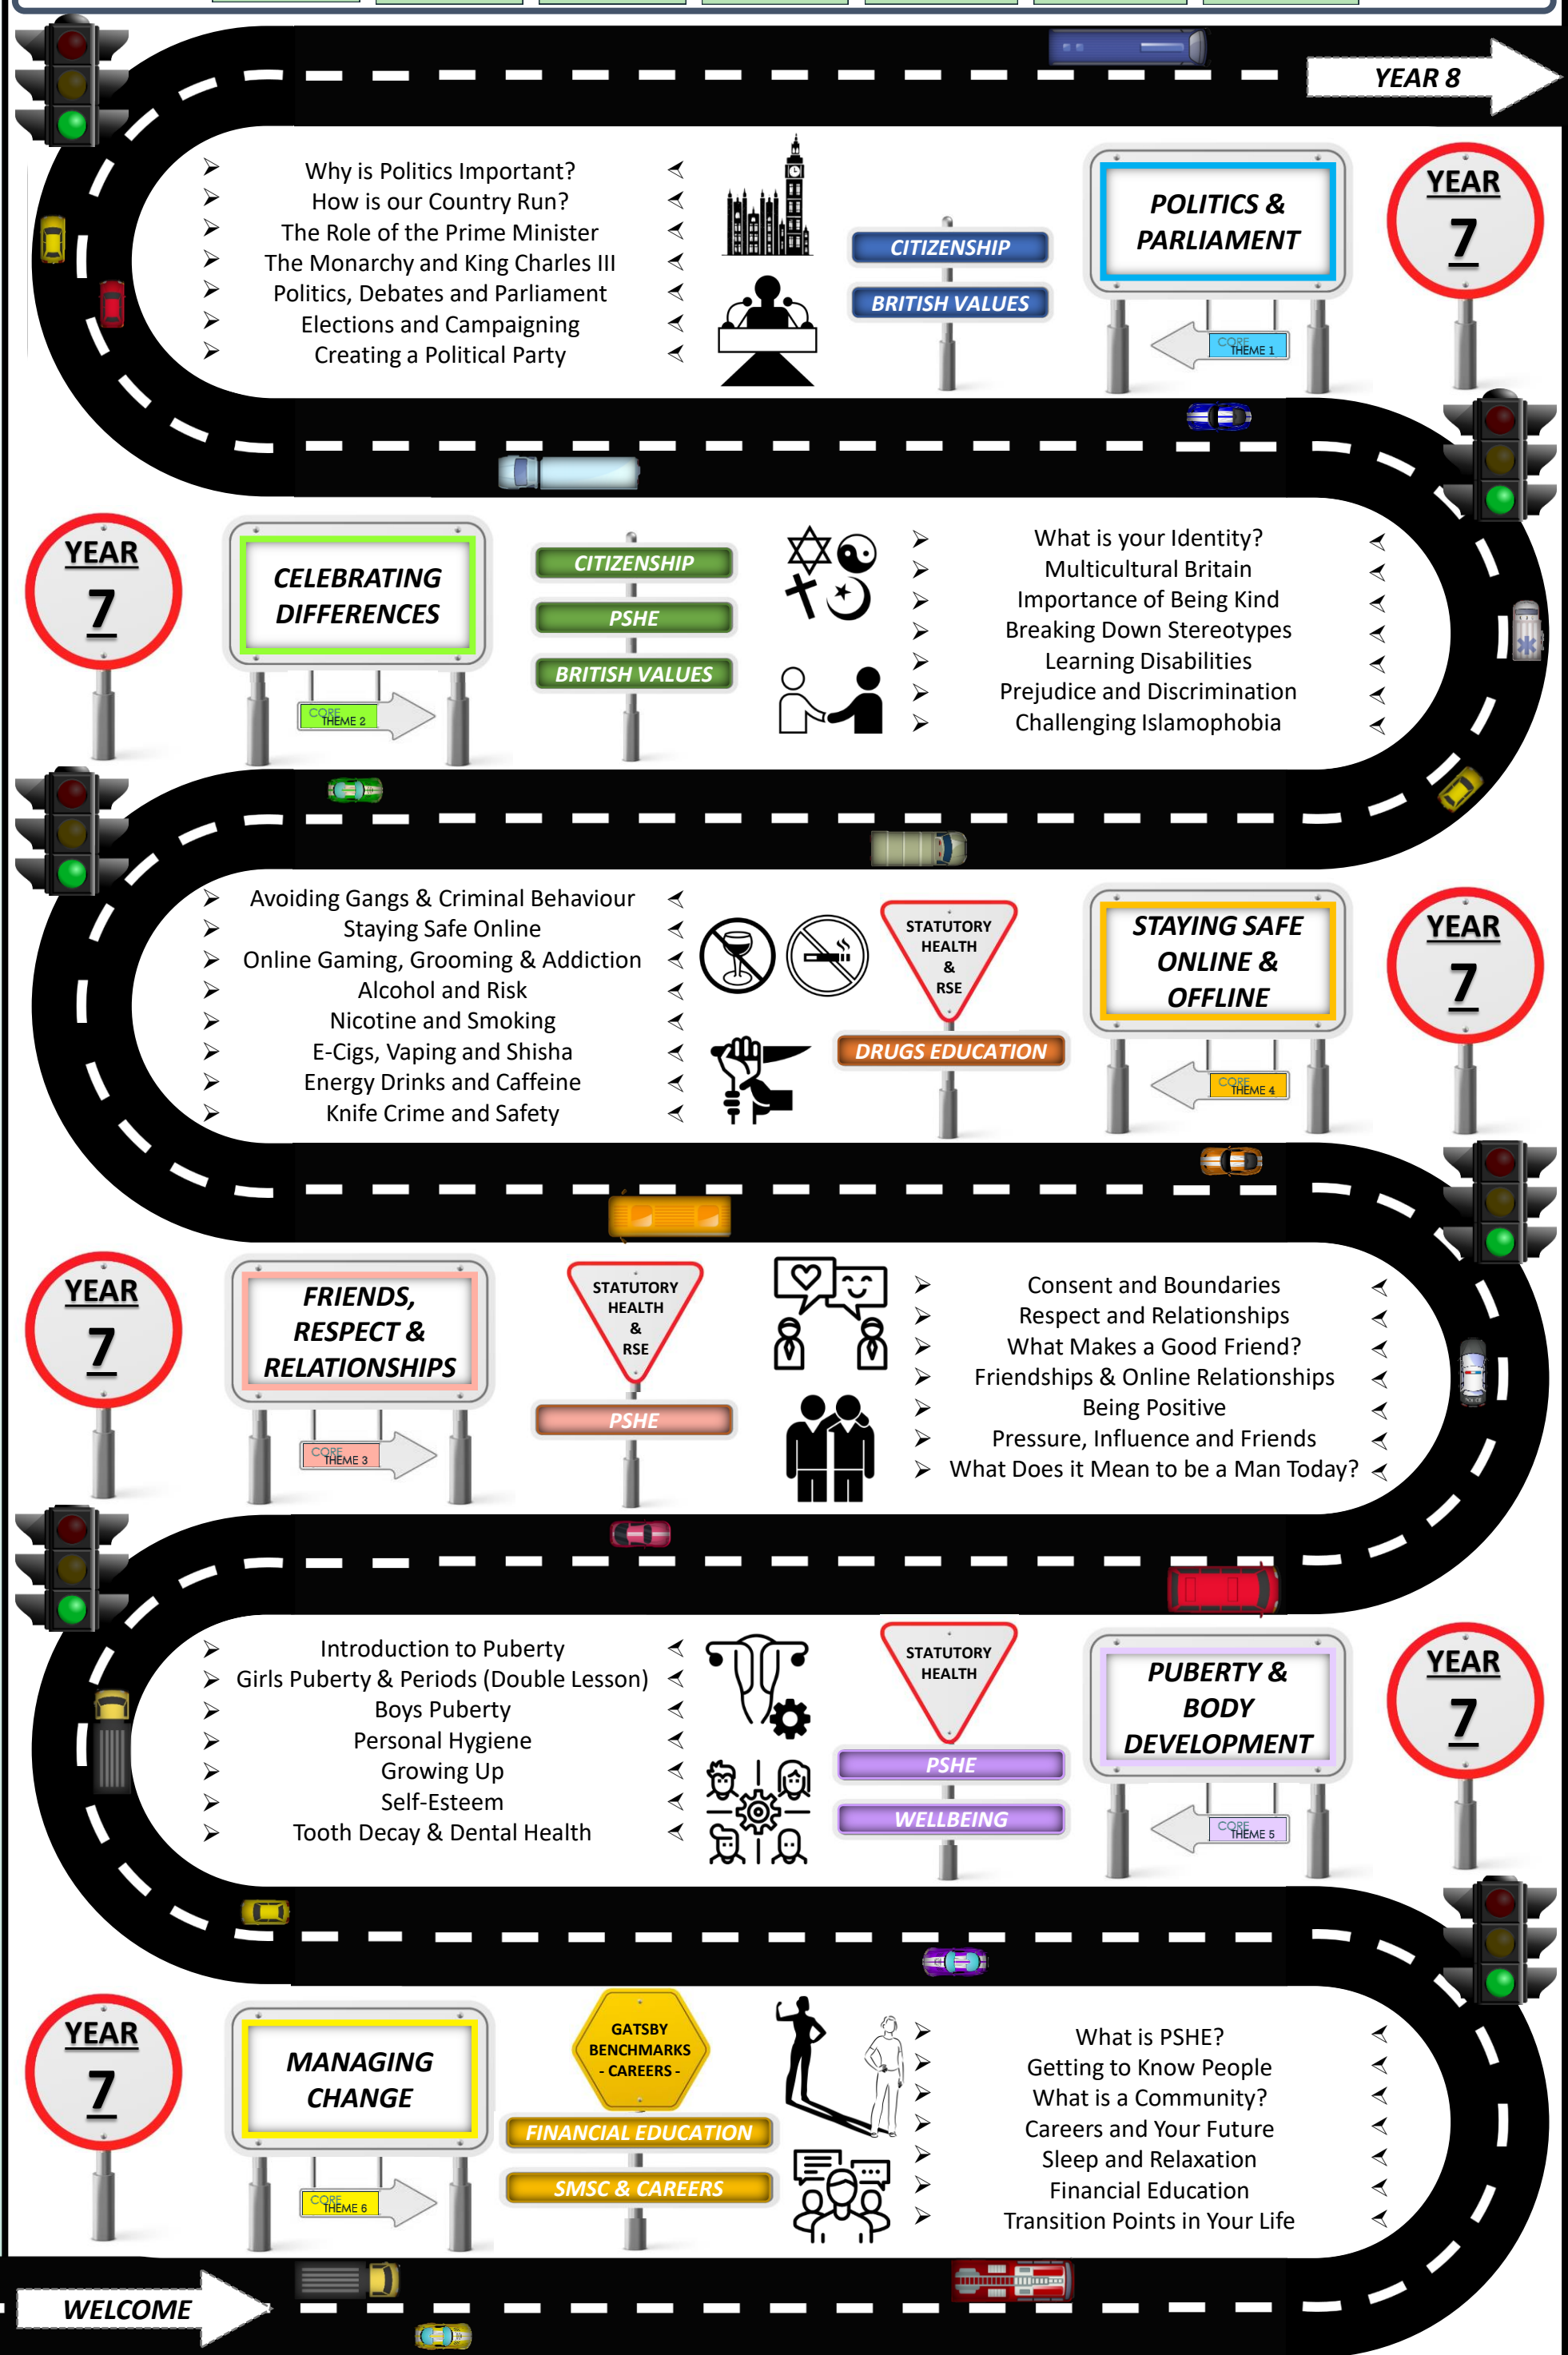 YEAR 8
Why is Politics Important?
How is our Country Run?
The Role of the Prime Minister
The Monarchy and King Charles III
Politics, Debates and Parliament
Elections and Campaigning
Creating a Political Party
CITIZENSHIP
BRITISH VALUES
POLITICS &
PARLIAMENT
CORE
THEME 1
YEAR
7
YEAR
7
CELEBRATING
DIFFERENCES
CORE
THEME 2
CITIZENSHIP
PSHE
BRITISH VALUES
What is your Identity?
Multicultural Britain
Importance of Being Kind
Breaking Down Stereotypes
Learning Disabilities
Prejudice and Discrimination
Challenging Islamophobia
Avoiding Gangs & Criminal Behaviour
Staying Safe Online
Online Gaming, Grooming & Addiction
Alcohol and Risk
Nicotine and Smoking
E-Cigs, Vaping and Shisha
Energy Drinks and Caffeine
Knife Crime and Safety
STATUTORY
HEALTH
&
RSE
DRUGS EDUCATION
STAYING SAFE
ONLINE &
OFFLINE
CORE
THEME 4
YEAR
7
YEAR
7
FRIENDS,
RESPECT &
RELATIONSHIPS
CORE
THEME 3
STATUTORY
HEALTH
&
RSE
PSHE
Consent and Boundaries
Respect and Relationships
What Makes a Good Friend?
Friendships & Online Relationships
Being Positive
Pressure, Influence and Friends
What Does it Mean to be a Man Today?
Introduction to Puberty
Girls Puberty & Periods (Double Lesson)
Boys Puberty
Personal Hygiene
Growing Up
Self-Esteem
Tooth Decay & Dental Health
STATUTORY
HEALTH
PSHE
WELLBEING
PUBERTY &
BODY
DEVELOPMENT
CORE
THEME 5
YEAR
7
YEAR
7
MANAGING
CHANGE
CORE
THEME 6
GATSBY
BENCHMARKS
- CAREERS -
FINANCIAL EDUCATION
SMSC & CAREERS
What is PSHE?
Getting to Know People
What is a Community?
Careers and Your Future
Sleep and Relaxation
Financial Education
Transition Points in Your Life
WELCOME